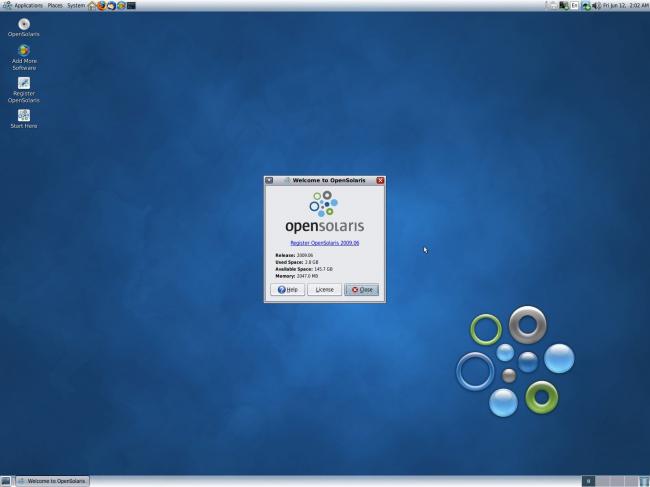 Applications Places System
En
Fri Jun 12, 2:02 AM
OpenSolaris
Add More
Software
Register
OpenSolaris
Start Here
Welcome to OpenSolaris
opensolaris
Register OpenSolaris 2009.06
Release: 2009.06
Used Space: 2.8 GB
Available Space: 145.7 GB
Memory: 2047.0 MB
Help
License
Close
Welcome to OpenSolaris